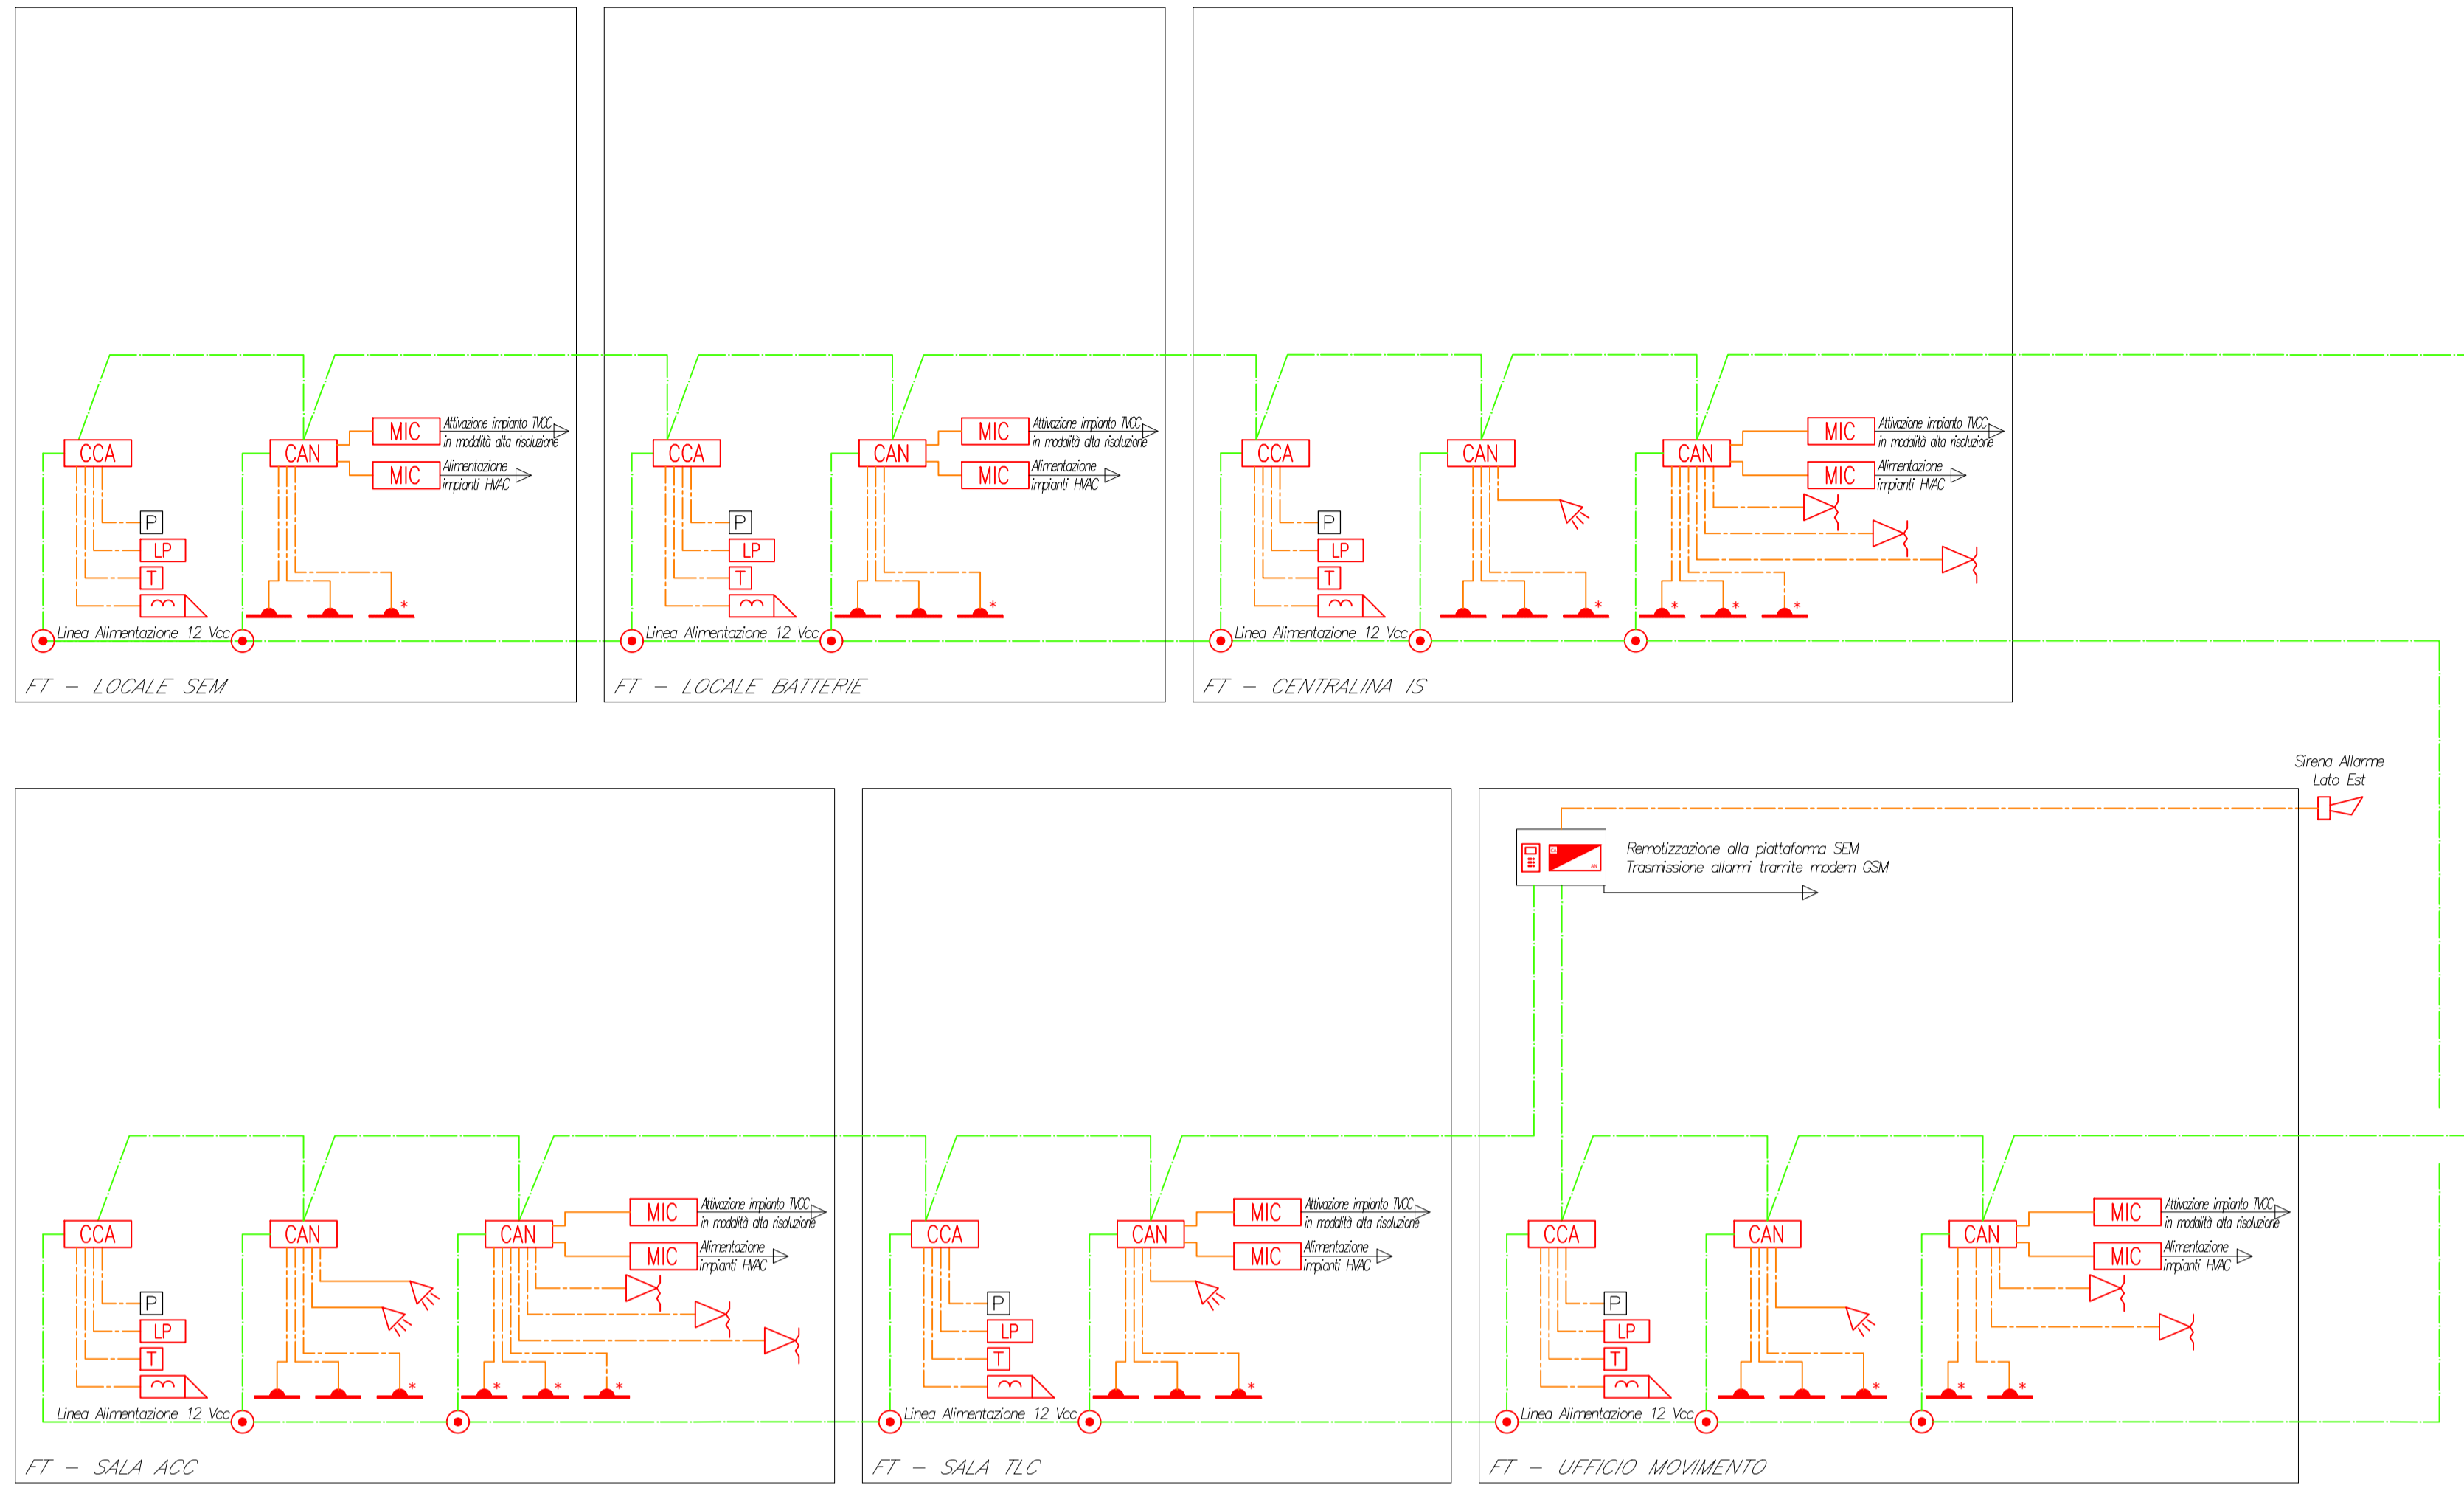 CCA
CAN
MIC
Attivazione impianto TVCC
in modalità alta risoluzione
MIC
Alimentazione
impianti HVAC
P
LP
T
*
Linea Alimentazione 12 Vcc
FT - LOCALE SEM
CCA
CAN
MIC
Attivazione impianto TVCC
in modalità alta risoluzione
MIC
Alimentazione
impianti HVAC
P
LP
T
*
Linea Alimentazione 12 Vcc
FT - LOCALE BATTERIE
CCA
CAN
CAN
MIC
Attivazione impianto TVCC
in modalità alta risoluzione
MIC
Alimentazione
impianti HVAC
P
LP
T
* * * *
Linea Alimentazione 12 Vcc
FT - CENTRALINA IS
Sirena Allarme
Lato Est
CCA
CAN
CAN
MIC
Attivazione impianto TVCC
in modalità alta risoluzione
MIC
Alimentazione
impianti HVAC
P
LP
T
* * * *
Linea Alimentazione 12 Vcc
FT - SALA ACC
CCA
CAN
MIC
Attivazione impianto TVCC
in modalità alta risoluzione
MIC
Alimentazione
impianti HVAC
P
LP
T
*
Linea Alimentazione 12 Vcc
FT - SALA TLC
Remotizzazione alla piattaforma SEM
Trasmissione allarmi tramite modem GSM
CCA
CAN
CAN
MIC
Attivazione impianto TVCC
in modalità alta risoluzione
MIC
Alimentazione
impianti HVAC
P
LP
T
* * *
Linea Alimentazione 12 Vcc
FT - UFFICIO MOVIMENTO